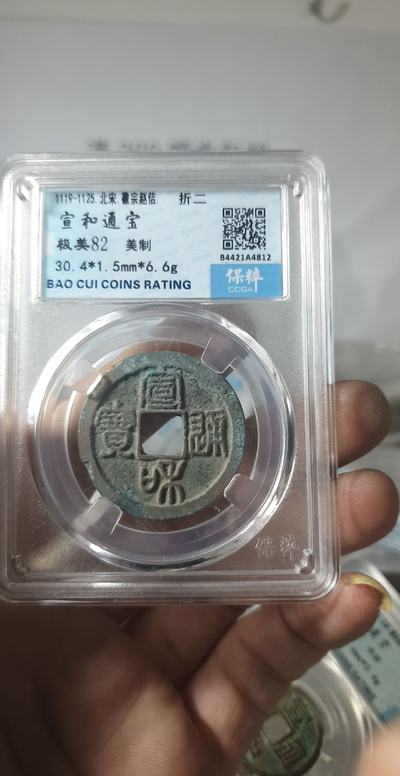 1119-1125. 北宋. 徽宗赵佶. 折二
宣和通宝
极美82 美制
30.4*1.5mm*6.6g
BAO CUI COINS RATING
B4421A4812
保粹
CCGA
宣
寶 通
和
保粹